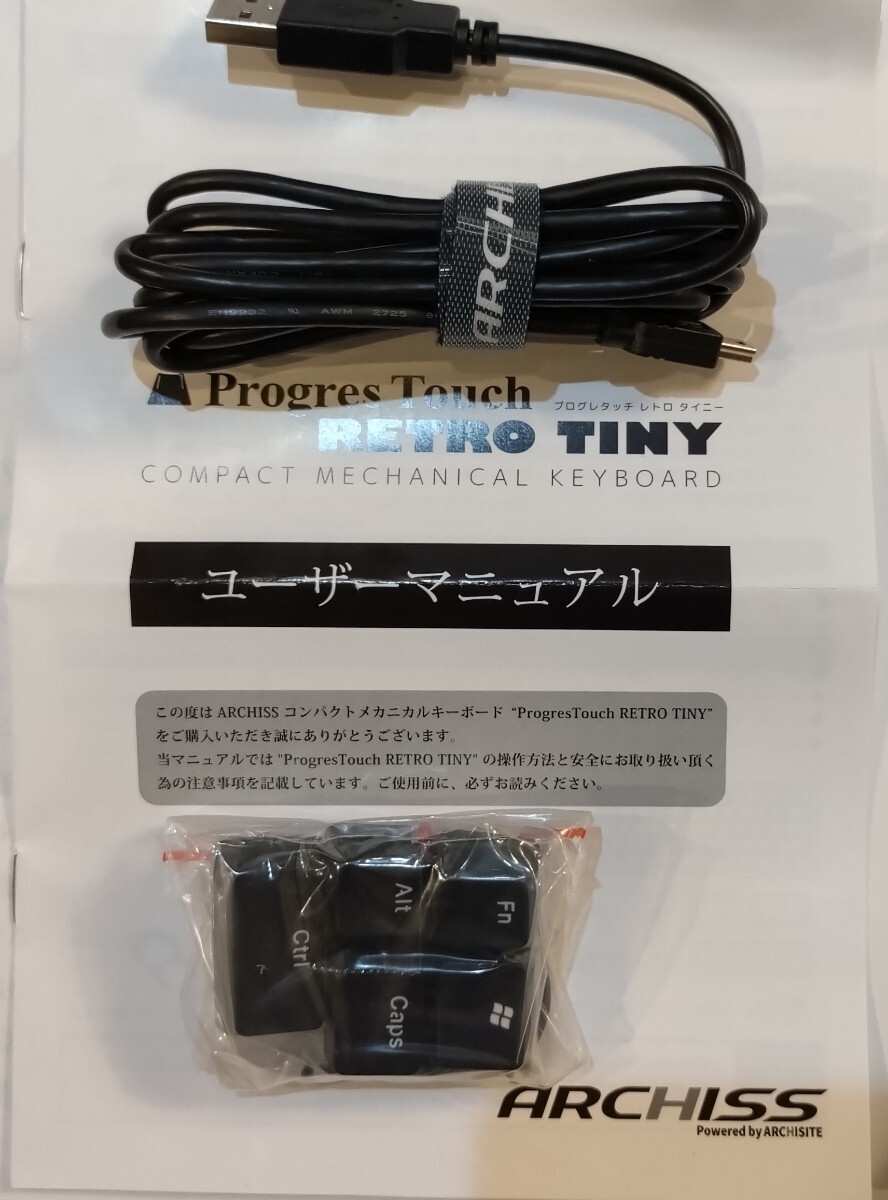 ARCHI
E119932 AWM 2725
Progres Touch
プログレタッチ レトロ タイニー
RETRO TINY
COMPACT MECHANICAL KEYBOARD
ユーザーマニュアル
この度は ARCHISS コンパクトメカニカルキーボード “ProgresTouch RETRO TINY”
をご購入いただき誠にありがとうございます。
当マニュアルでは "ProgresTouch RETRO TINY" の操作方法と安全にお取り扱い頂く
為の注意事項を記載しています。ご使用前に、必ずお読みください。
Alt
Fn
Ctrl
Caps
ARCHISS
Powered by ARCHISITE